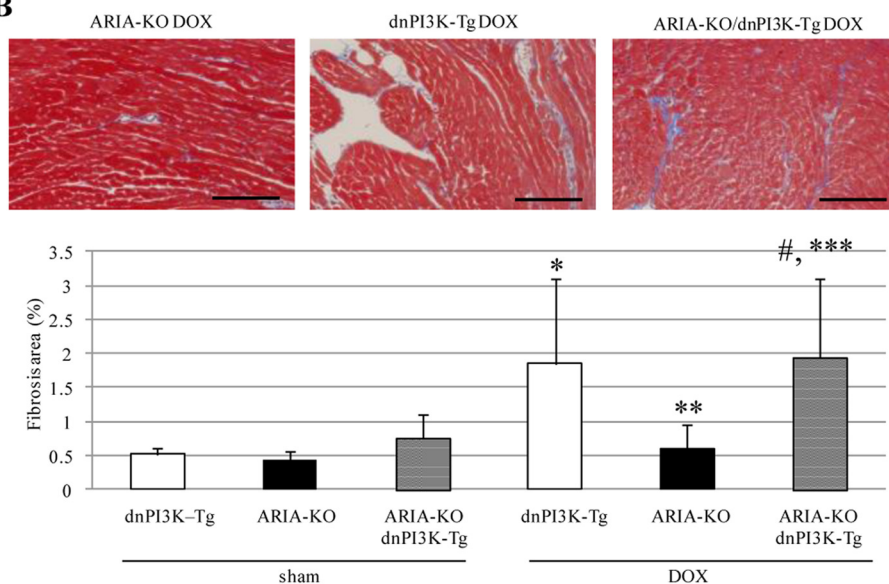 B
ARIA-KO DOX dnPI3K-Tg DOX ARIA-KO/dnPI3K-Tg DOX
Fibrosis area (%)
3.5
3
2.5
2
1.5
1
0.5
0
*
**
#, ***
dnPI3K–Tg ARIA-KO ARIA-KO dnPI3K-Tg ARIA-KO ARIA-KO
dnPI3K-Tg dnPI3K-Tg
sham DOX